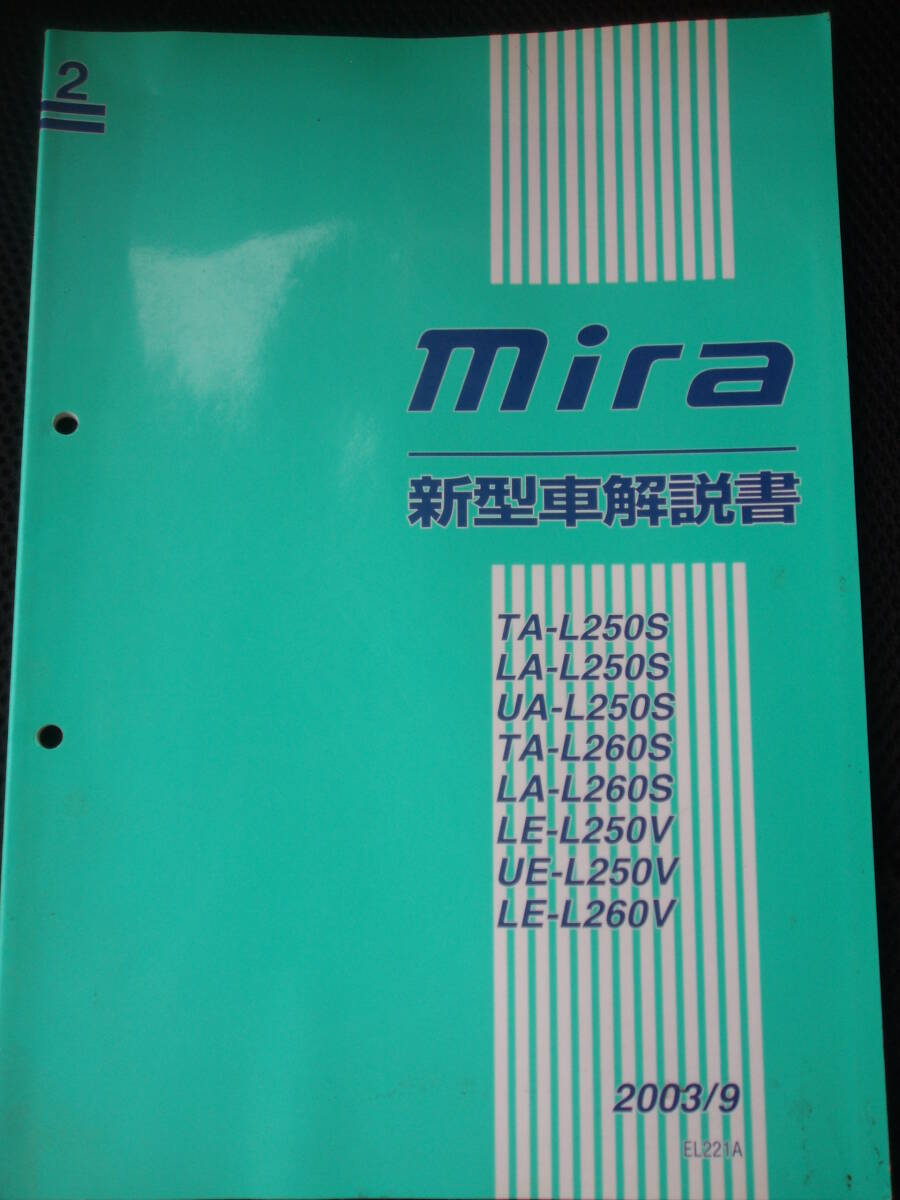 2
mira
新型車解説書
TA-L250S
LA-L250S
UA-L250S
TA-L260S
LA-L260S
LE-L250V
UE-L250V
LE-L260V
2003/9
EL221A